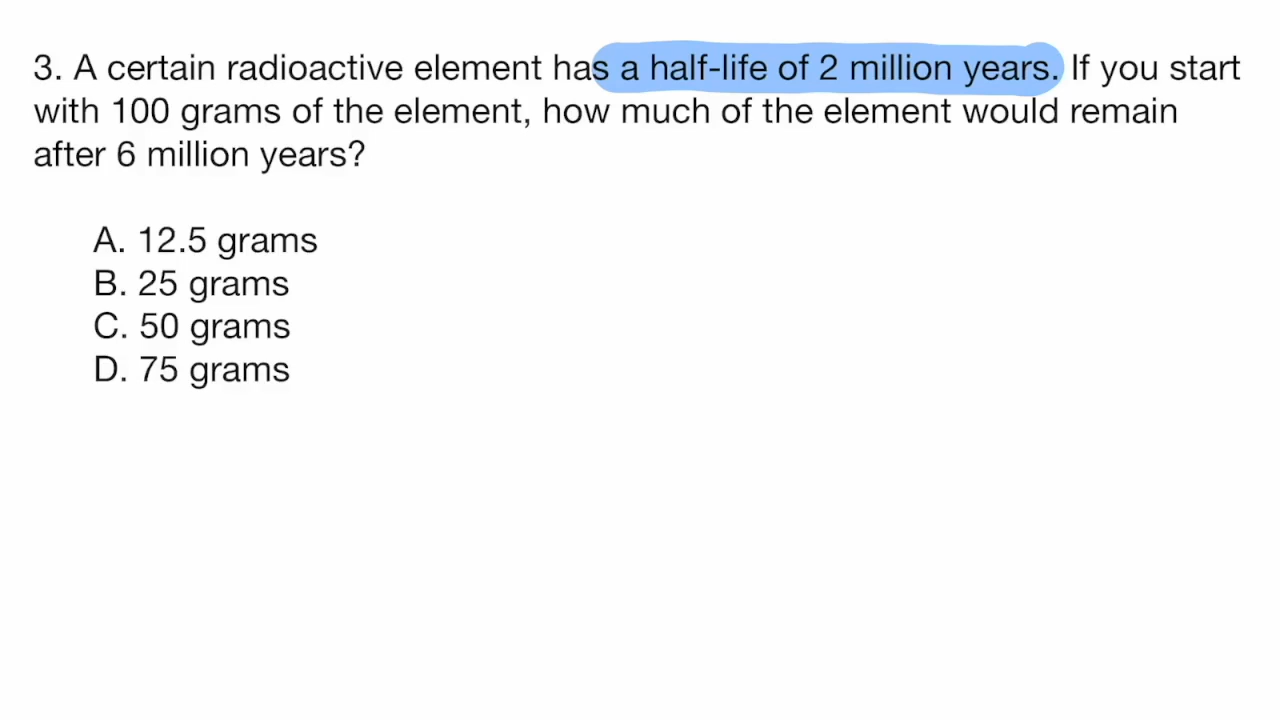 3. A certain radioactive element has a half-life of 2 million years. If you start
with 100 grams of the element, how much of the element would remain
after 6 million years?
A. 12.5 grams
B. 25 grams
C. 50 grams
D. 75 grams